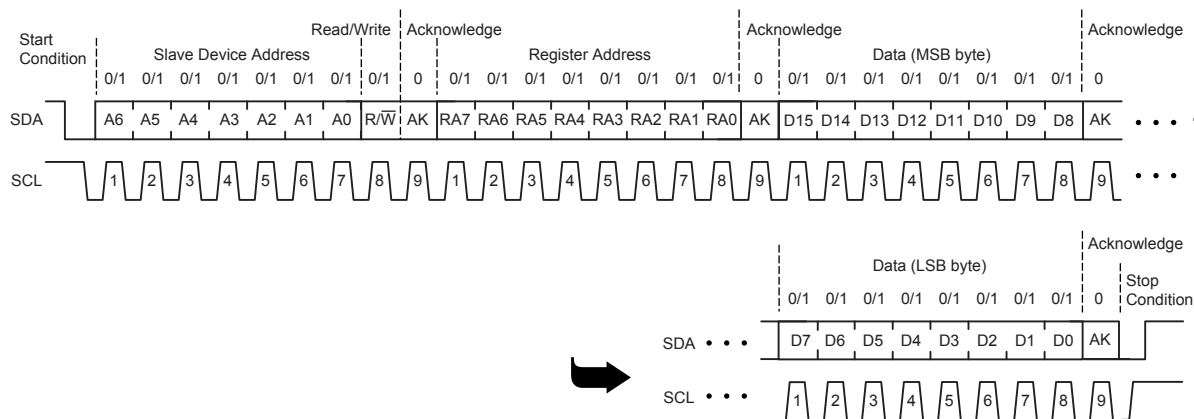 Read/Write Acknowledge Acknowledge Acknowledge
Start Condition
Slave Device Address Register Address Data (MSB byte)
0/1 0/1 0/1 0/1 0/1 0/1 0/1 0/1 0 0/1 0/1 0/1 0/1 0/1 0/1 0/1 0/1 0 0/1 0/1 0/1 0/1 0/1 0/1 0/1 0/1 0
SDA A6 A5 A4 A3 A2 A1 A0 R/W̅ AK RA7 RA6 RA5 RA4 RA3 RA2 RA1 RA0 AK D15 D14 D13 D12 D11 D10 D9 D8 AK • • • •
SCL 1 2 3 4 5 6 7 8 9 1 2 3 4 5 6 7 8 9 1 2 3 4 5 6 7 8 9 • • •
Acknowledge
Data (LSB byte)
Stop Condition
0/1 0/1 0/1 0/1 0/1 0/1 0/1 0/1 0
SDA • • • D7 D6 D5 D4 D3 D2 D1 D0 AK
SCL • • • 1 2 3 4 5 6 7 8 9